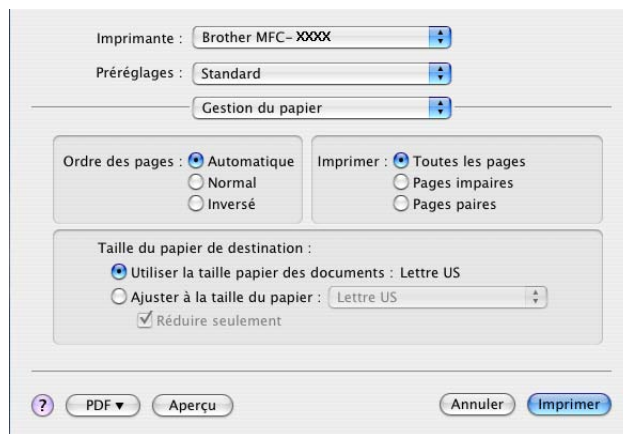 Imprimante : Brother MFC-XXXX
Préréglages : Standard
Gestion du papier
Ordre des pages : Automatique
Normal
Inversé
Imprimer : Toutes les pages
Pages impaires
Pages paires
Taille du papier de destination :
Utiliser la taille papier des documents : Lettre US
Ajuster à la taille du papier : Lettre US
Réduire seulement
? PDF▼ Aperçu Annuler Imprimer